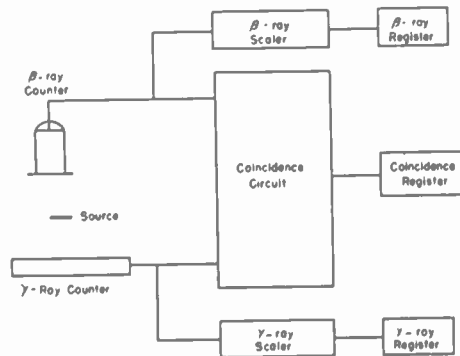 β-ray
Scaler
β-ray
Register
β-ray
Counter
Coincidence
Circuit
Coincidence
Register
Source
γ-Ray Counter
γ-ray
Scaler
γ-ray
Register